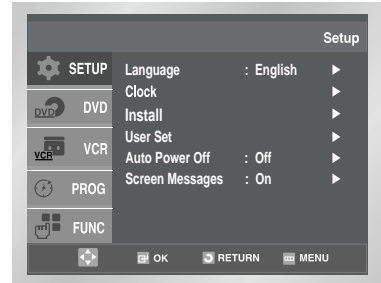 Setup
SETUP
DVD DVD
VCR VCR
PROG
FUNC
Language : English ►
Clock ►
Install ►
User Set ►
Auto Power Off : Off ►
Screen Messages : On ►
OK RETURN MENU